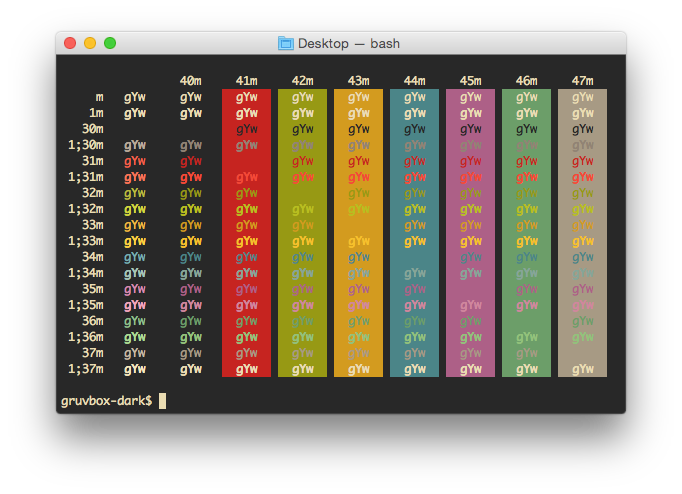 Desktop — bash
40m 41m 42m 43m 44m 45m 46m 47m
m gYw gYw gYw gYw gYw gYw gYw gYw gYw
1m gYw gYw gYw gYw gYw gYw gYw gYw gYw
30m gYw gYw gYw gYw gYw gYw gYw
1;30m gYw gYw gYw gYw gYw gYw gYw gYw gYw
31m gYw gYw gYw gYw gYw gYw gYw gYw
1;31m gYw gYw gYw gYw gYw gYw gYw gYw gYw
32m gYw gYw gYw gYw gYw gYw gYw gYw
1;32m gYw gYw gYw gYw gYw gYw gYw gYw gYw
33m gYw gYw gYw gYw gYw gYw gYw gYw
1;33m gYw gYw gYw gYw gYw gYw gYw gYw gYw
34m gYw gYw gYw gYw gYw gYw gYw gYw
1;34m gYw gYw gYw gYw gYw gYw gYw gYw gYw
35m gYw gYw gYw gYw gYw gYw gYw gYw
1;35m gYw gYw gYw gYw gYw gYw gYw gYw gYw
36m gYw gYw gYw gYw gYw gYw gYw gYw
1;36m gYw gYw gYw gYw gYw gYw gYw gYw gYw
37m gYw gYw gYw gYw gYw gYw gYw gYw
1;37m gYw gYw gYw gYw gYw gYw gYw gYw gYw
gruvbox-dark$